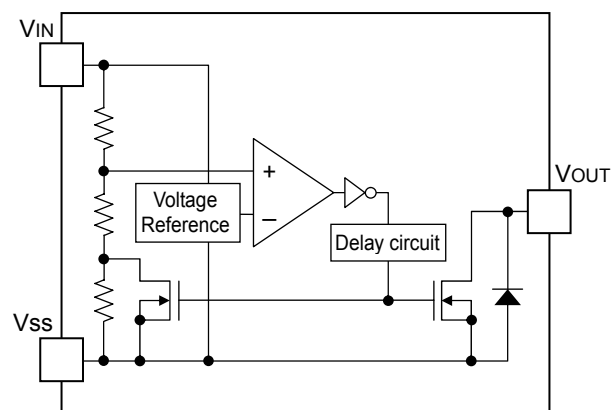 VIN
+
Voltage
Reference
−
VOUT
Delay circuit
VSS